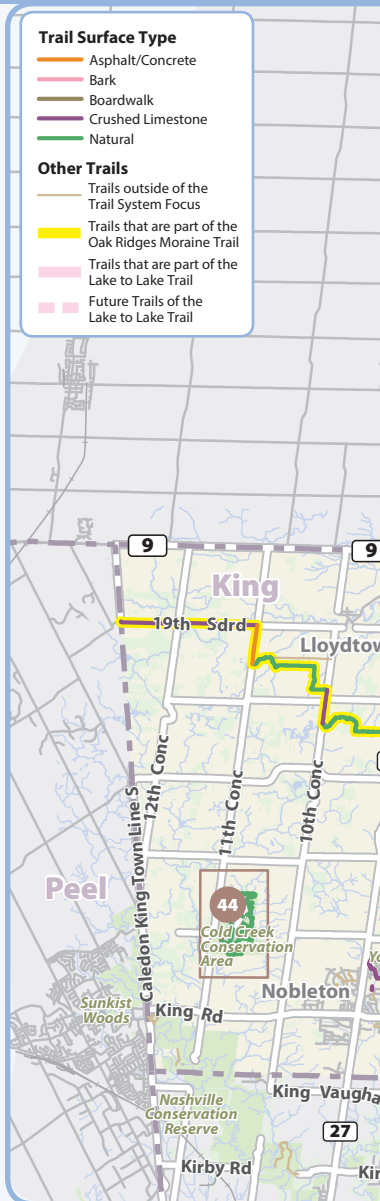 Trail Surface Type
Asphalt/Concrete
Bark
Boardwalk
Crushed Limestone
Natural
Other Trails
Trails outside of the
Trail System Focus
Trails that are part of the
Oak Ridges Moraine Trail
Trails that are part of the
Lake to Lake Trail
Future Trails of the
Lake to Lake Trail
9
9
King
19th Sdrd
Lloydtow
12th Conc
11th Conc
10th Conc
Caledon King Town Line S
Peel
44
Cold Creek
Conservation
Area
Yo
Nobleton
Sunkist
Woods
King Rd
King Vaugha
Nashville
Conservation
Reserve
27
Kirby Rd
Kir